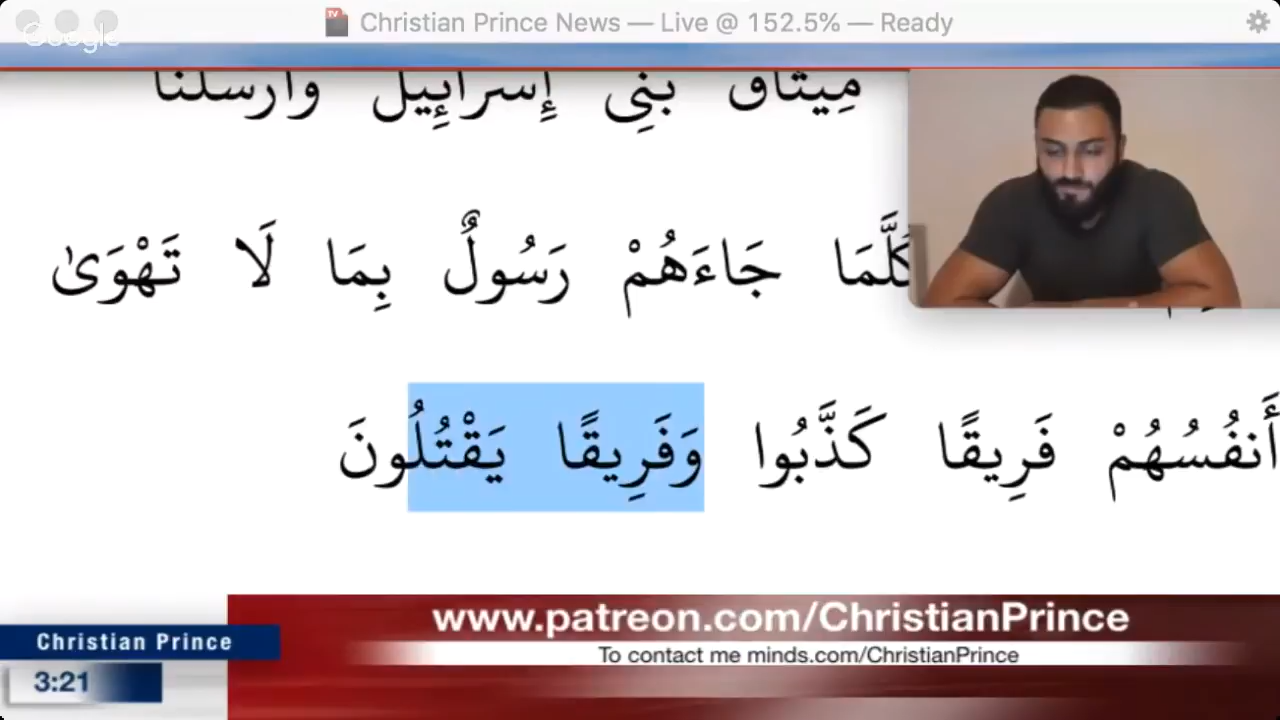 Christian Prince News — Live @ 152.5% — Ready
Google
مِيثَاقَ بَنِى إِسْرَائِيلَ وَأَرْسَلْنَا
كُلَّمَا جَاءَهُمْ رَسُولٌ بِمَا لَا تَهْوَىٰ
أَنفُسُهُمْ فَرِيقًا كَذَّبُوا وَفَرِيقًا يَقْتُلُونَ
www.patreon.com/ChristianPrince
Christian Prince
To contact me minds.com/ChristianPrince
3:21